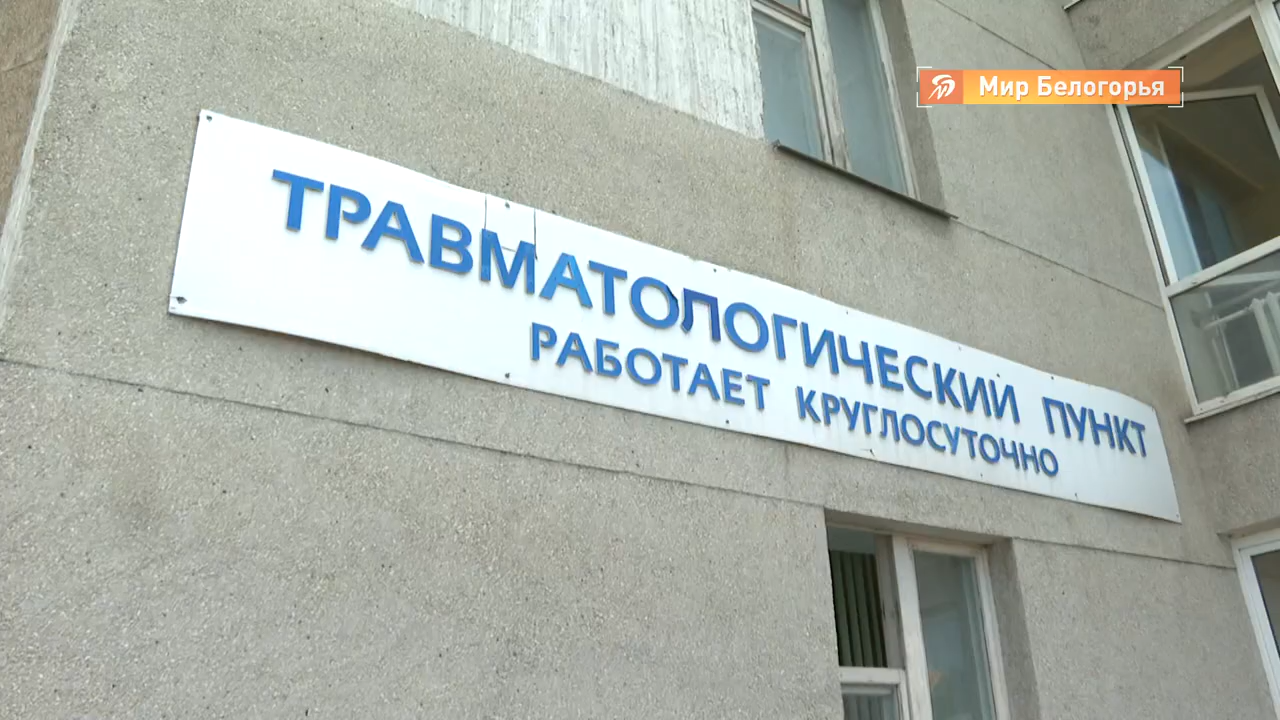 Мир Белогорья
ТРАВМАТОЛОГИЧЕСКИЙ ПУНКТ
РАБОТАЕТ КРУГЛОСУТОЧНО